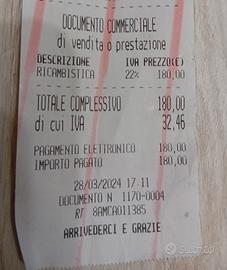 DOCUMENTO COMMERCIALE
di vendita o prestazione
DESCRIZIONE IVA PREZZO(€)
RICAMBISTICA 22% 180,00
TOTALE COMPLESSIVO 180,00
di cui IVA 32,46
PAGAMENTO ELETTRONICO 180,00
IMPORTO PAGATO 180,00
28/03/2024 17:11
DOCUMENTO N 1170-0004
RT 8AMCA011385
ARRIVEDERCI E GRAZIE
subito